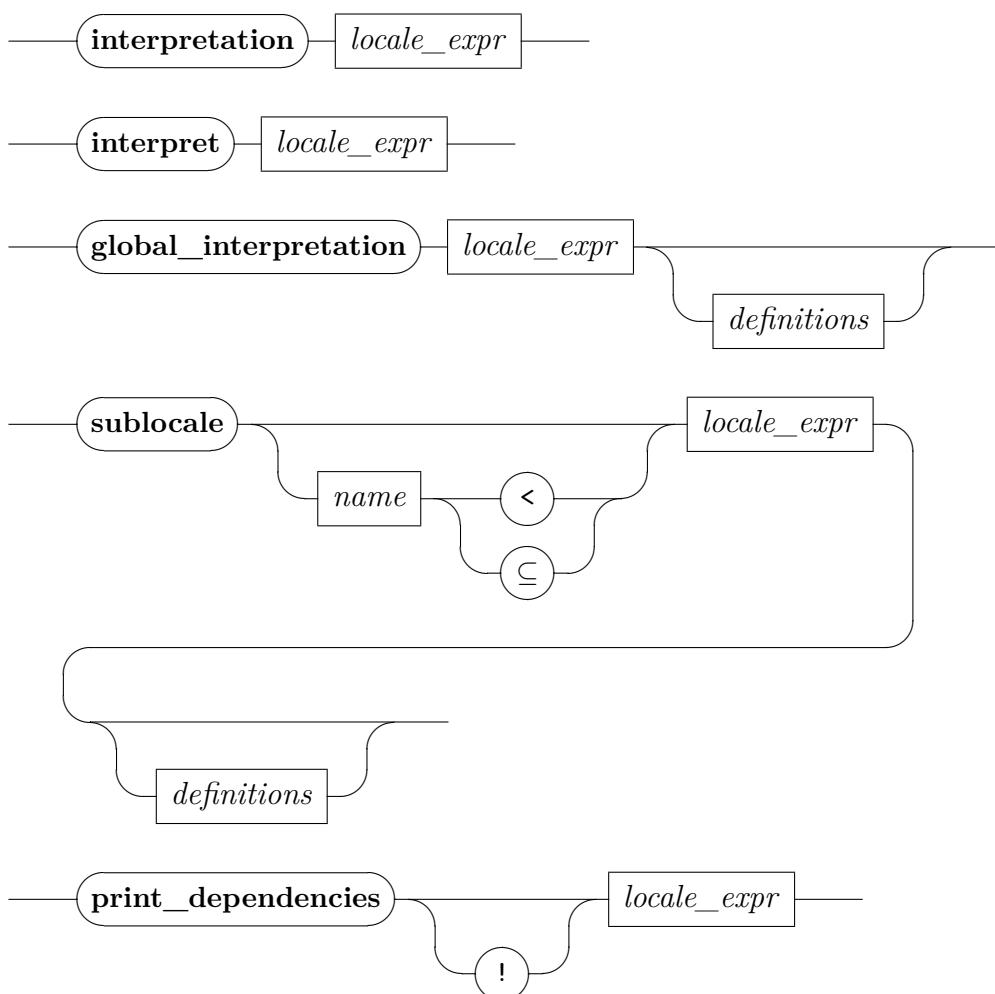 interpretation locale_expr
interpret locale_expr
global_interpretation locale_expr
definitions
sublocale locale_expr
name <
⊆
definitions
print_dependencies locale_expr
!